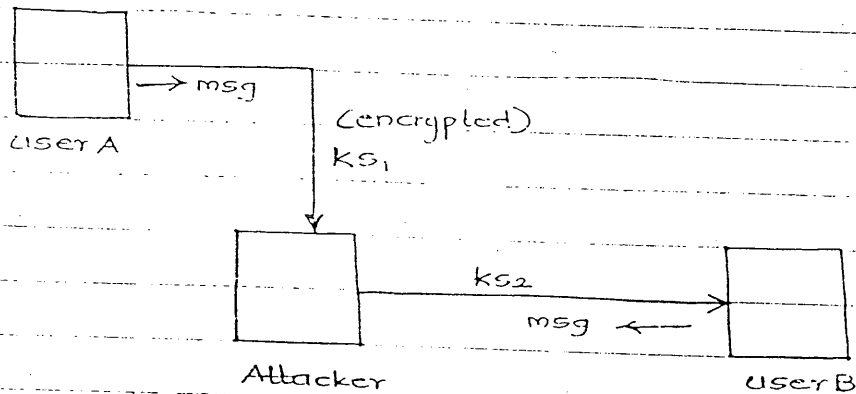 → msg
User A
(encrypted)
KS₁
KS2
msg ←
Attacker
User B